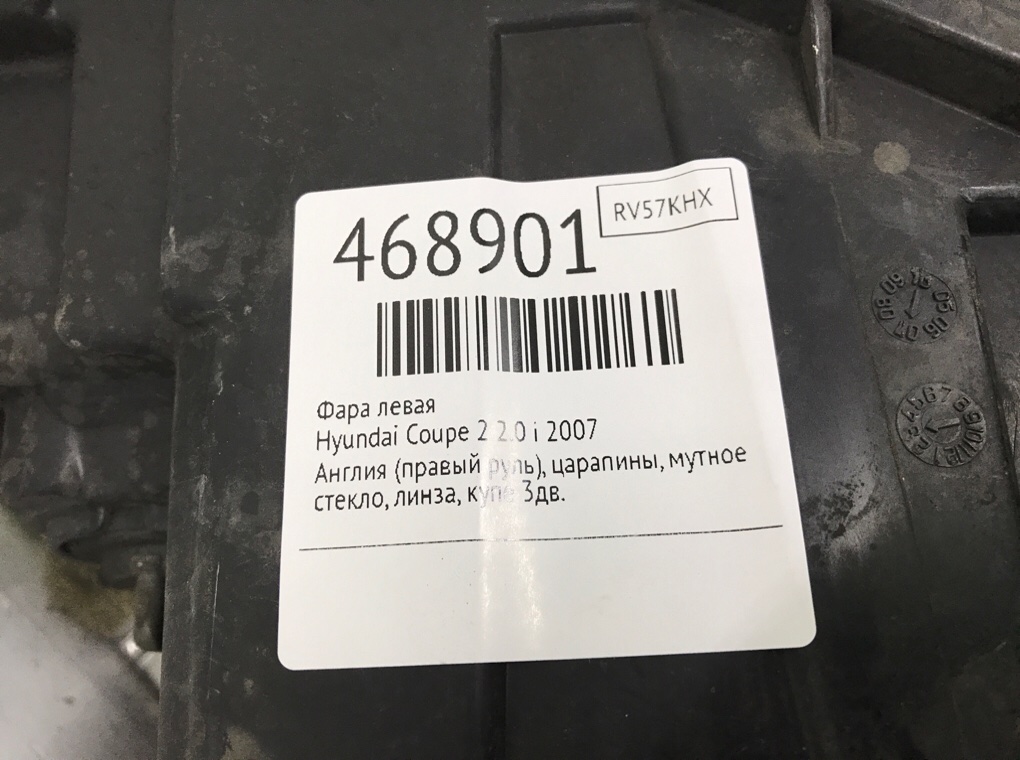 468901
RV57KHX
Фара левая
Hyundai Coupe 2 2.0 i 2007
Англия (правый руль), царапины, мутное
стекло, линза, купе 3дв.